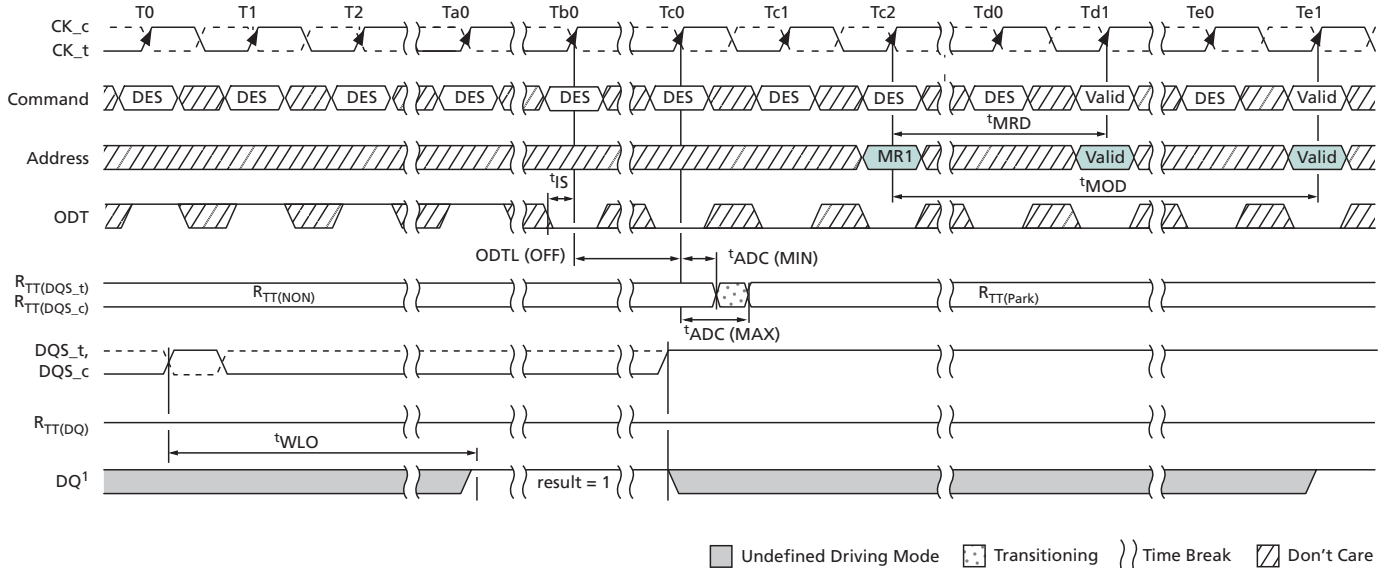 T0 T1 T2 Ta0 Tb0 Tc0 Tc1 Tc2 Td0 Td1 Te0 Te1
CK_c
CK_t
Command DES DES DES DES DES DES DES DES DES Valid DES Valid
tMRD
Address MR1 Valid Valid
tIS
tMOD
ODT
ODTL (OFF) tADC (MIN)
RTT(DQS_t)
RTT(DQS_c)
RTT(NON) RTT(Park)
tADC (MAX)
DQS_t,
DQS_c
RTT(DQ)
tWLO
DQ1 result = 1
Undefined Driving Mode Transitioning Time Break Don't Care